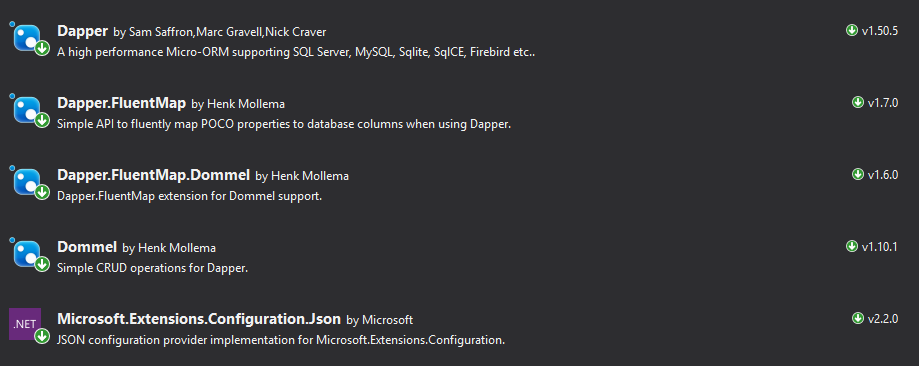 Dapper by Sam Saffron,Marc Gravell,Nick Craver v1.50.5
A high performance Micro-ORM supporting SQL Server, MySQL, Sqlite, SqlCE, Firebird etc..
Dapper.FluentMap by Henk Mollema v1.7.0
Simple API to fluently map POCO properties to database columns when using Dapper.
Dapper.FluentMap.Dommel by Henk Mollema v1.6.0
Dapper.FluentMap extension for Dommel support.
Dommel by Henk Mollema v1.10.1
Simple CRUD operations for Dapper.
.NET Microsoft.Extensions.Configuration.Json by Microsoft v2.2.0
JSON configuration provider implementation for Microsoft.Extensions.Configuration.